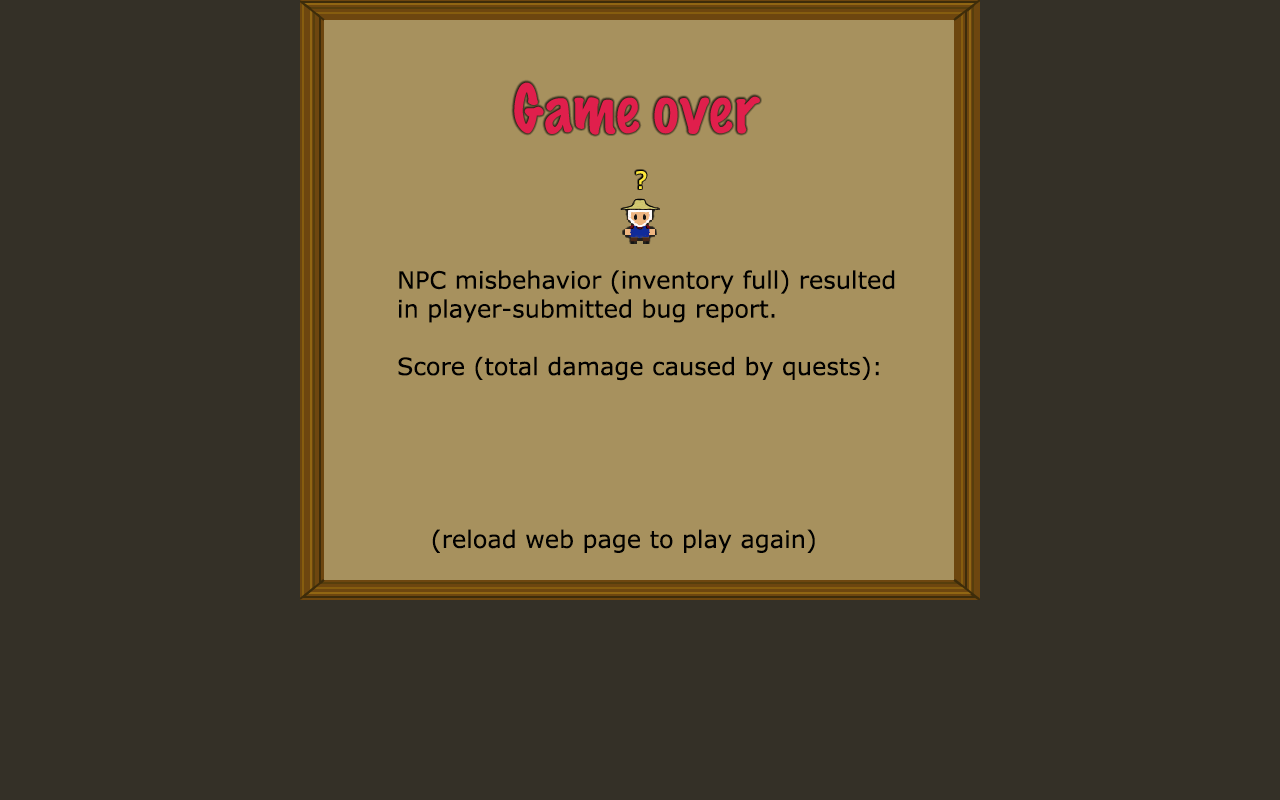 Game over
?
NPC misbehavior (inventory full) resulted
in player-submitted bug report.
Score (total damage caused by quests):
(reload web page to play again)